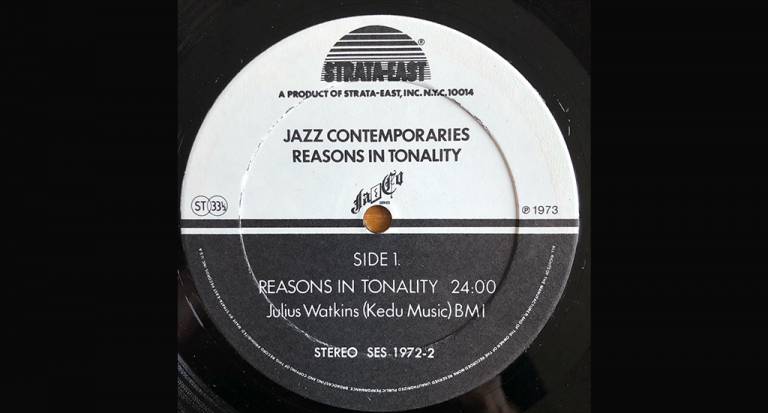 STRATA-EAST®
A PRODUCT OF STRATA-EAST, INC. N.Y.C. 10014
JAZZ CONTEMPORARIES
REASONS IN TONALITY
ST 33⅓
℗ 1973
SIDE 1.
REASONS IN TONALITY 24:00
Julius Watkins (Kedu Music) BMI
STEREO SES 1972-2